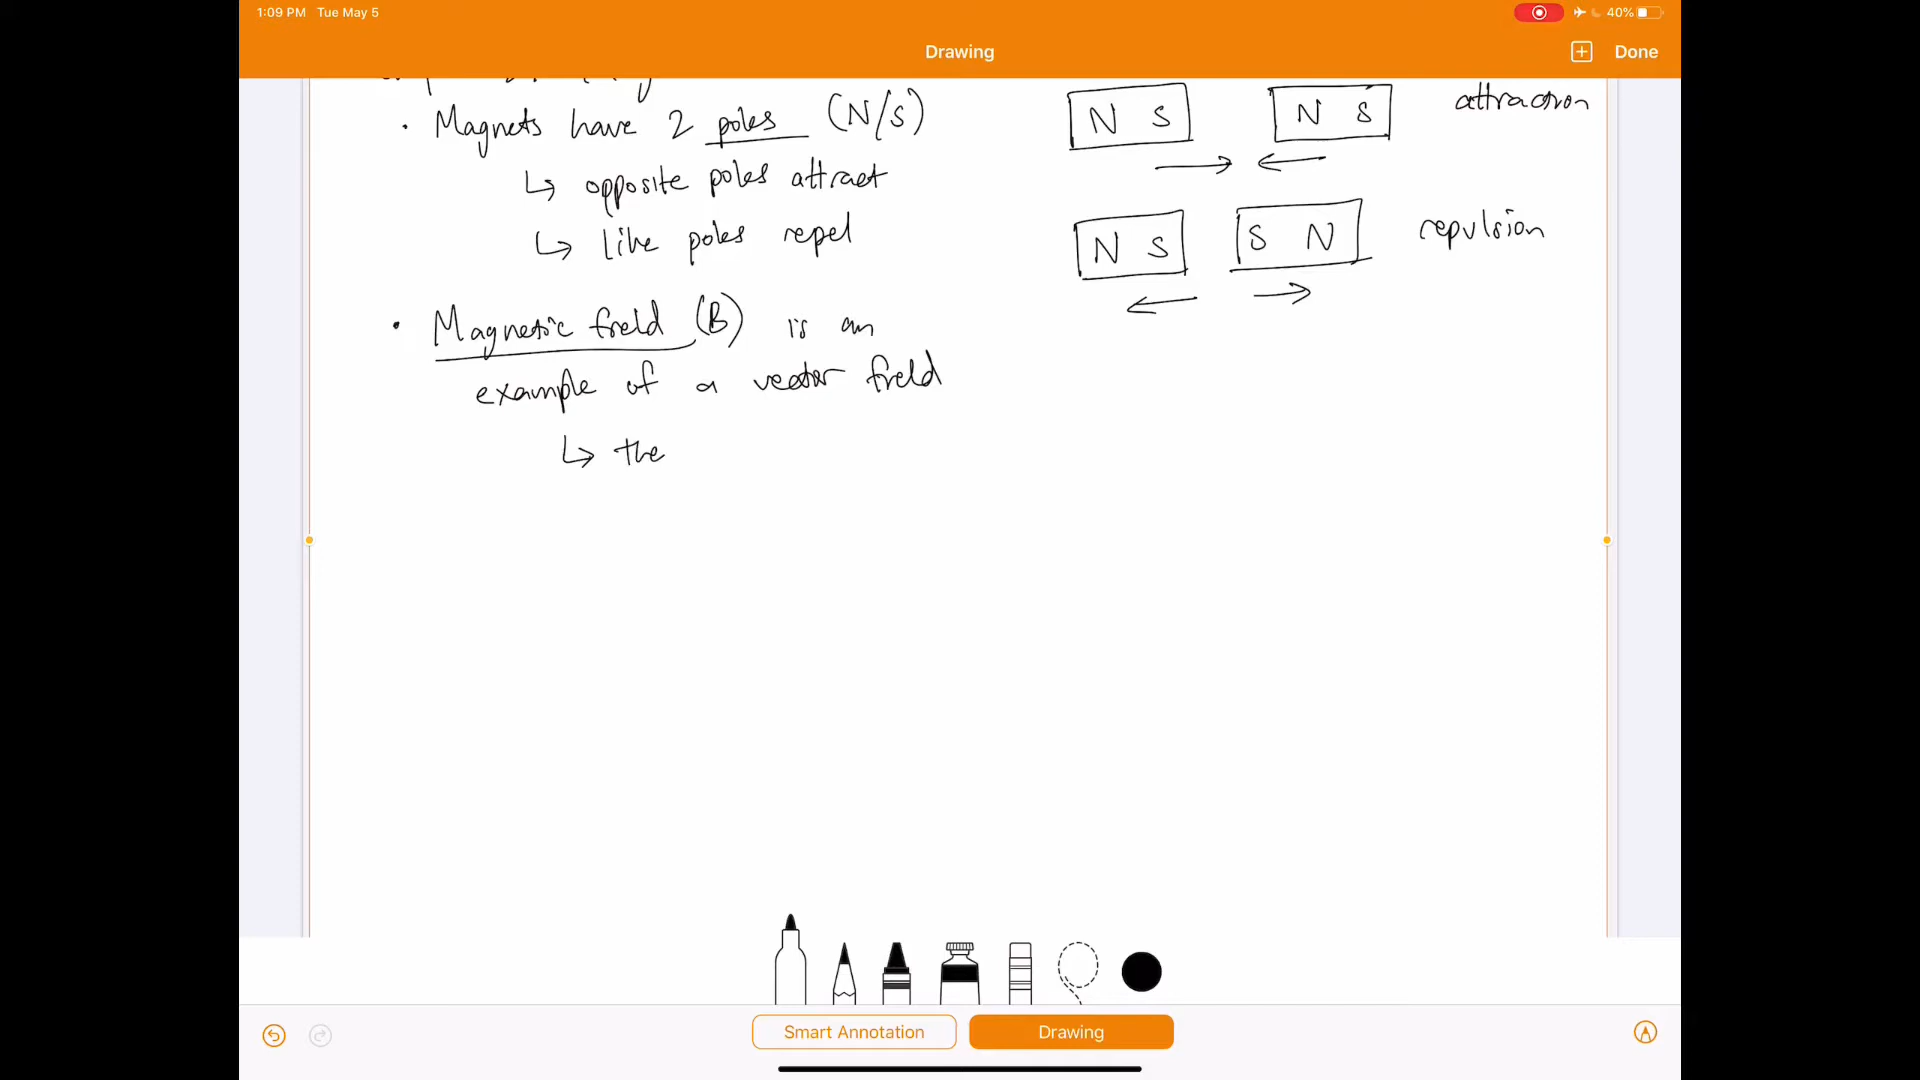 1:09 PM Tue May 5
40%
Drawing
Done
· Magnets have 2 poles (N/S)
↳ opposite poles attract
↳ like poles repel
N S N S attraction
N S S N repulsion
· Magnetic field (B) is an
example of a vector field
↳ the
Smart Annotation
Drawing